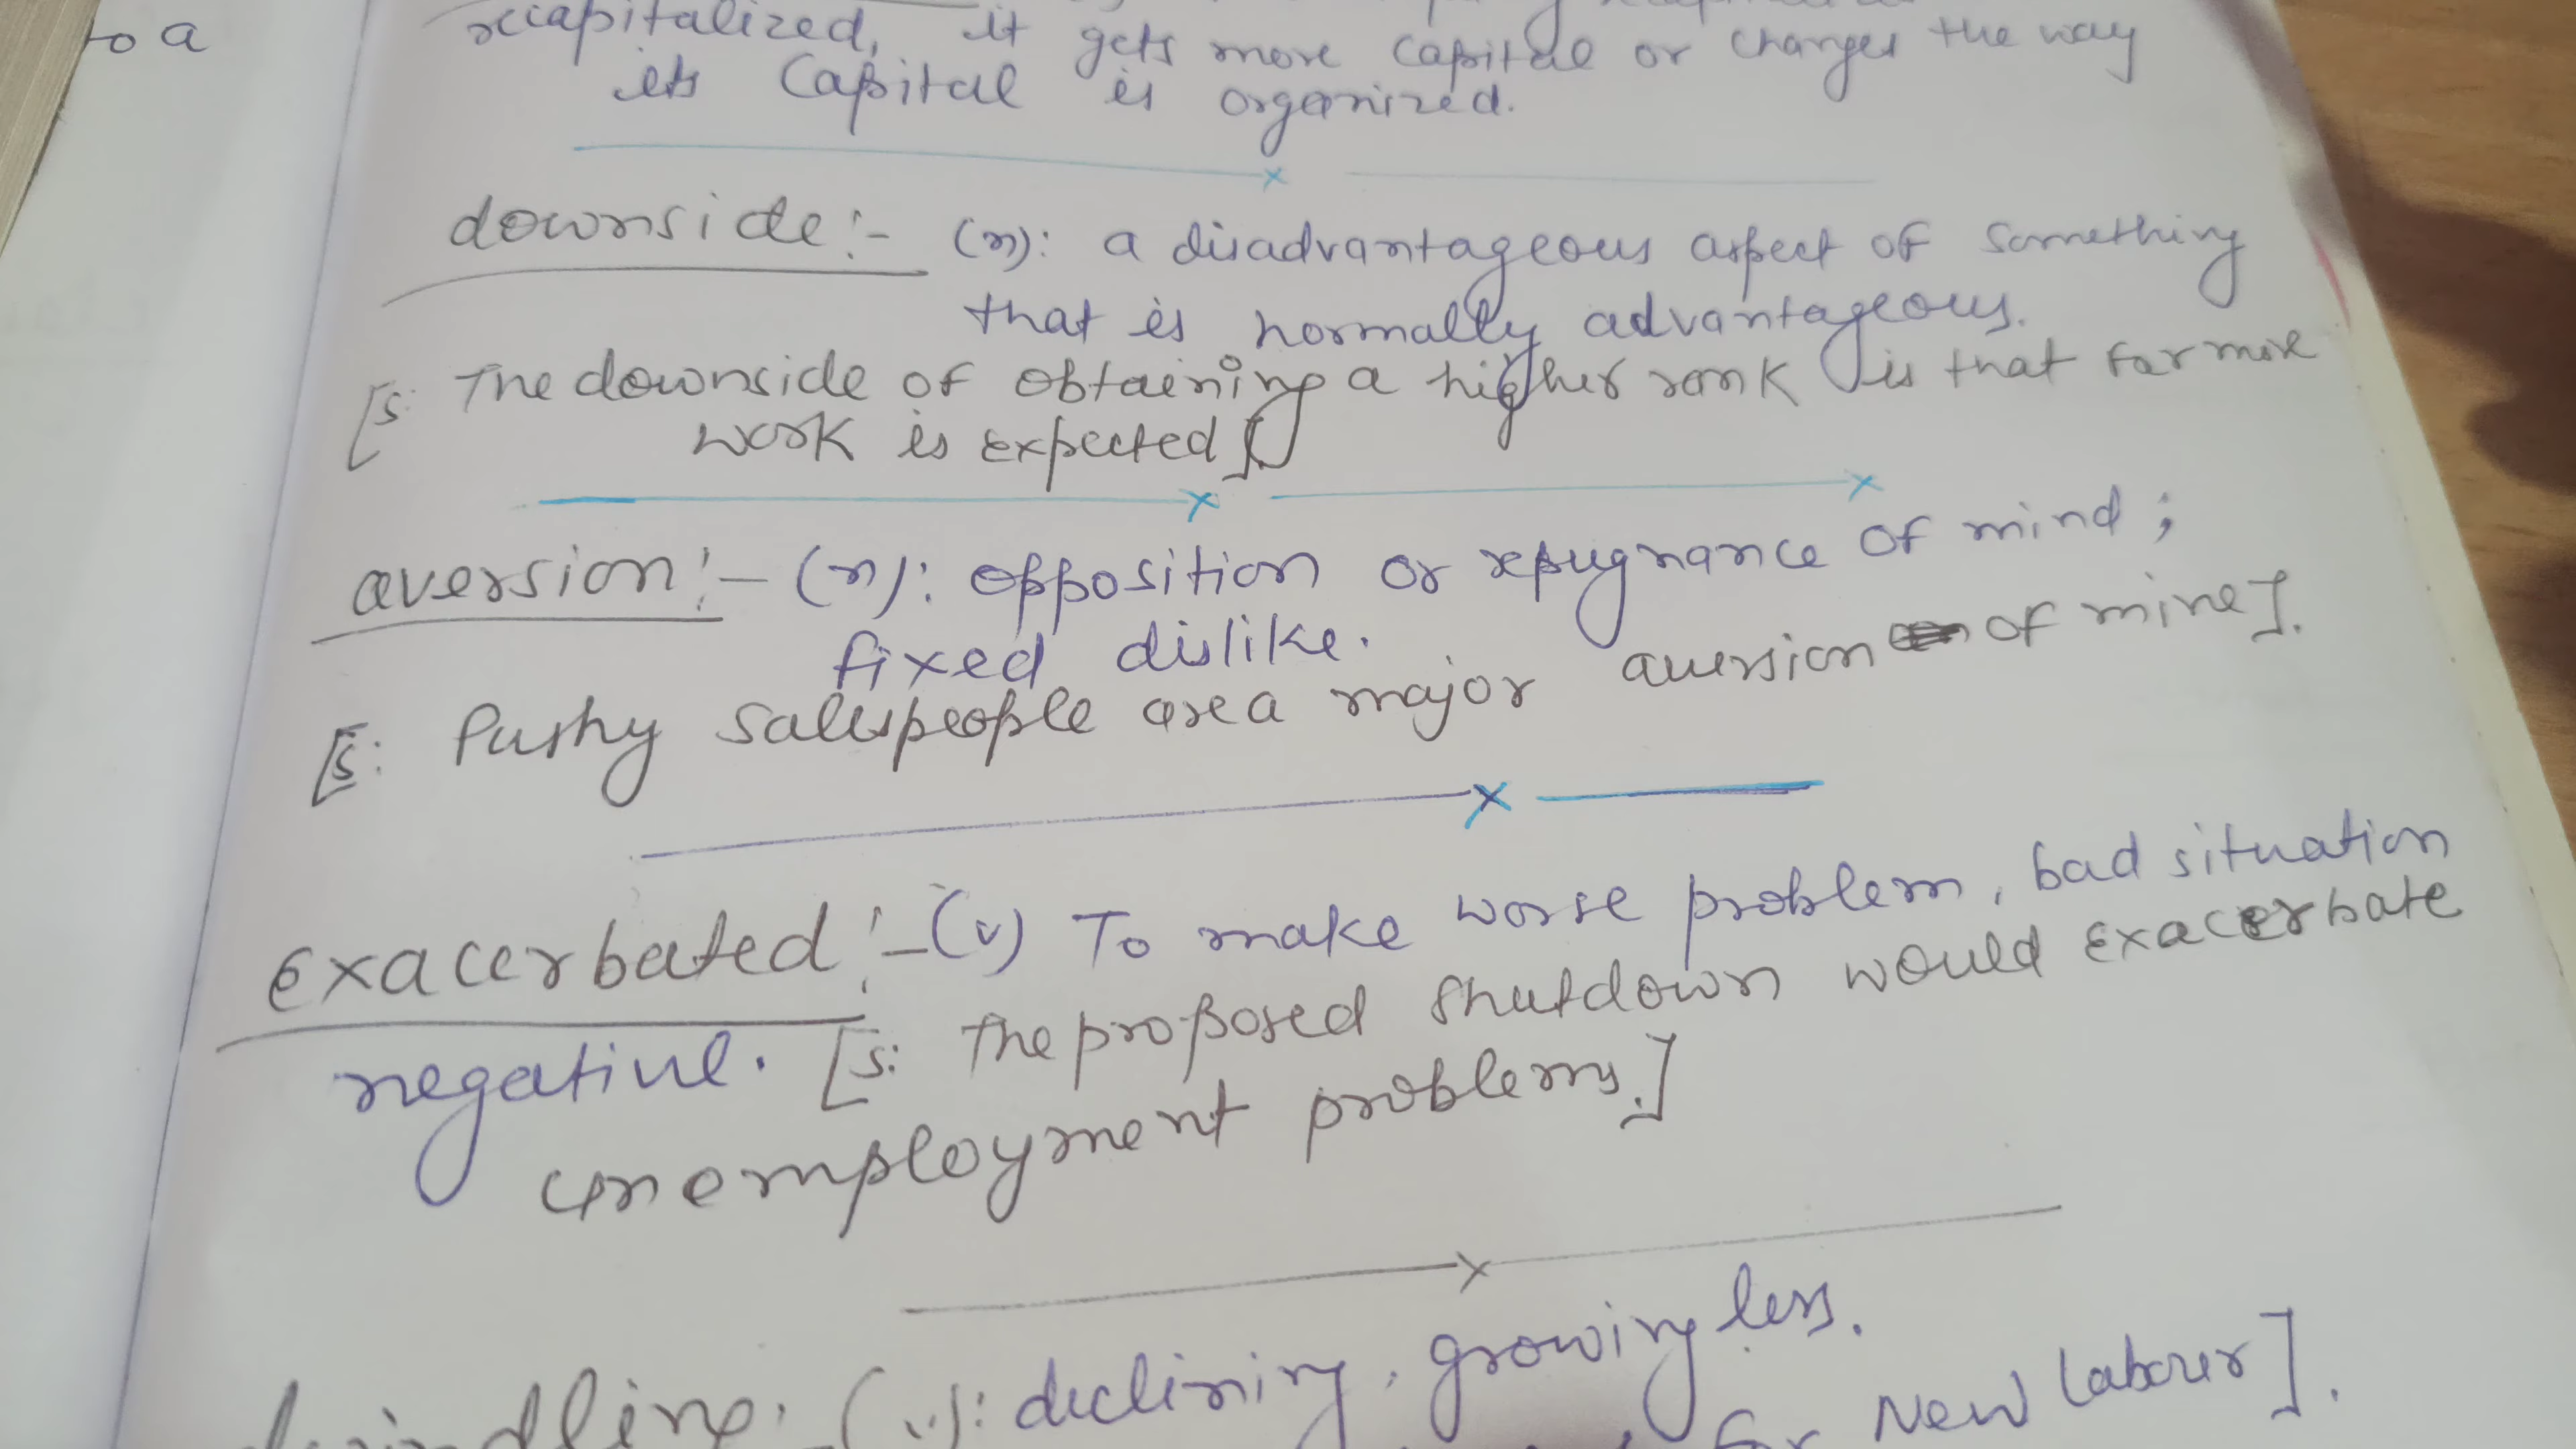 to a
recapitalized, it gets more capital or changes the way
its capital is organized.
downside:- (n): a disadvantageous aspect of something
that is normally advantageous.
[s: The downside of obtaining a higher rank is that far more
work is expected].
aversion:- (n): opposition or repugnance of mind;
fixed dislike.
[s: Pushy salespeople are a major aversion of mine].
exacerbated:- (v) To make worse problem, bad situation
negative. [s: The proposed shutdown would exacerbate
unemployment problems.]
(v): declining, growing less.
for New Labour].